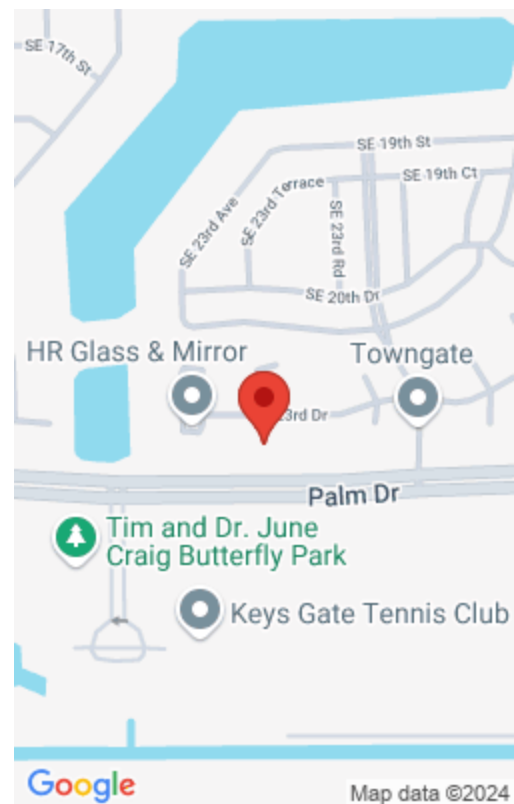 SE 17th St
SE 19th St
SE 19th Ct
SE 23rd Ave
SE 23rd Terrace
SE 23rd Rd
SE 20th Dr
HR Glass & Mirror
Towngate
3rd Dr
Palm Dr
Tim and Dr. June
Craig Butterfly Park
Keys Gate Tennis Club
Google
Map data ©2024